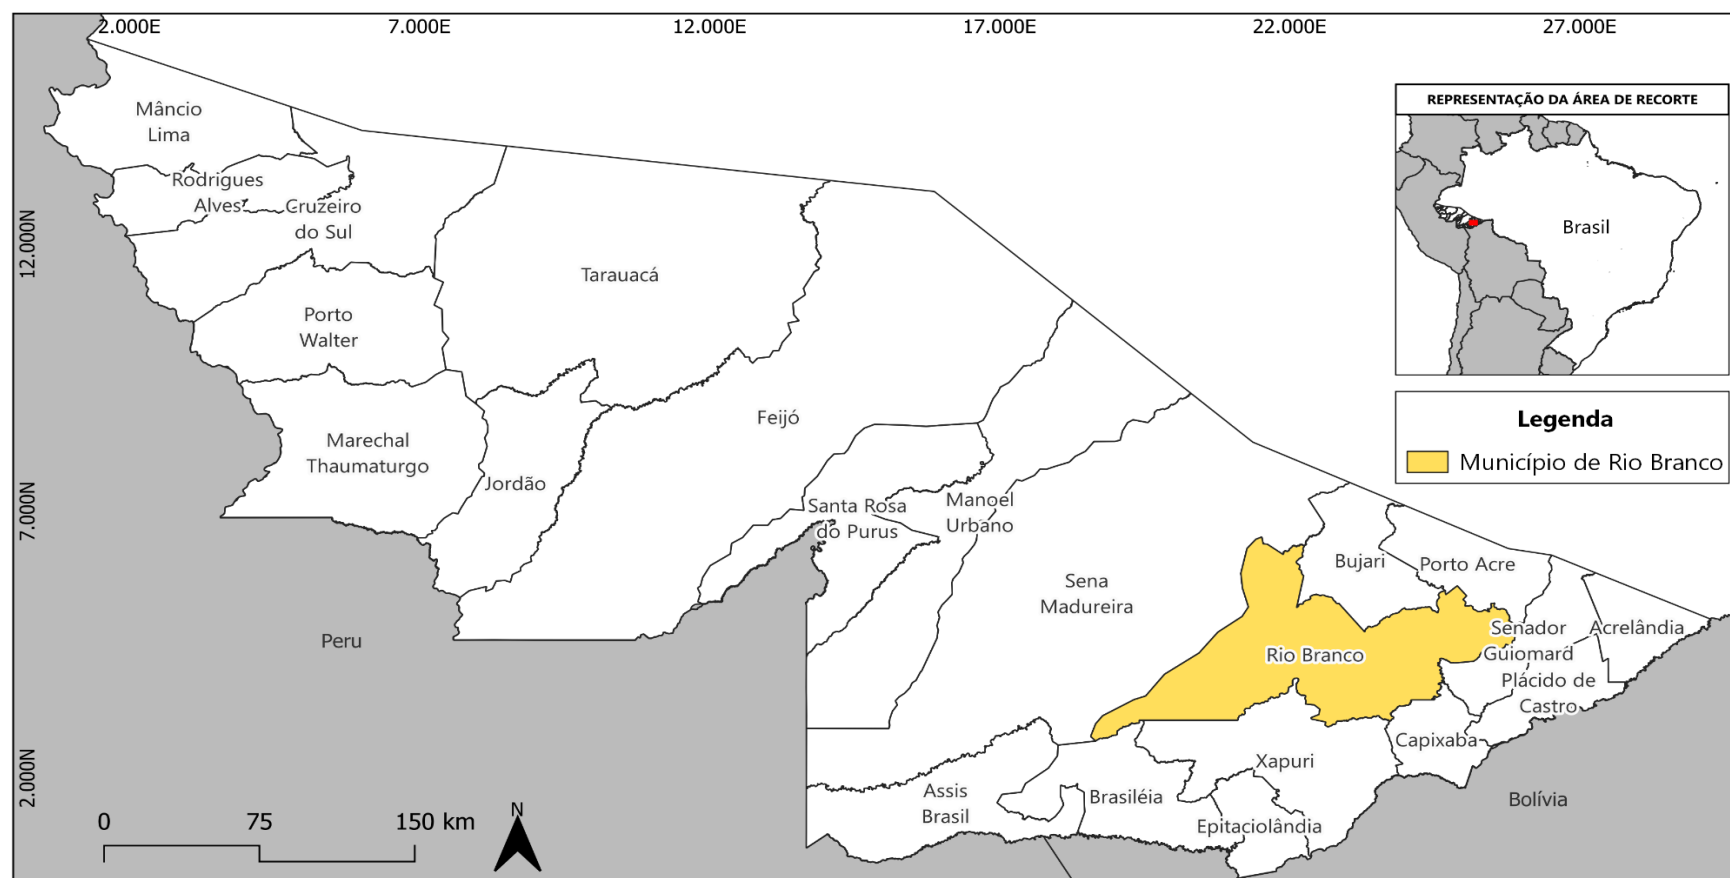 2.000E 7.000E 12.000E 17.000E 22.000E 27.000E
12.000N
7.000N
2.000N
Mâncio
Lima
Rodrigues
Alves
Cruzeiro
do Sul
Tarauacá
Porto
Walter
Marechal
Thaumaturgo
Jordão
Feijó
Santa Rosa
do Purus
Manoel
Urbano
Sena
Madureira
Bujari
Porto Acre
Rio Branco
Senador
Guiomard
Acrelândia
Plácido de
Castro
Capixaba
Xapuri
Assis
Brasil
Brasiléia
Epitaciolândia
Peru
Bolívia
REPRESENTAÇÃO DA ÁREA DE RECORTE
Brasil
Legenda
Município de Rio Branco
0 75 150 km
N